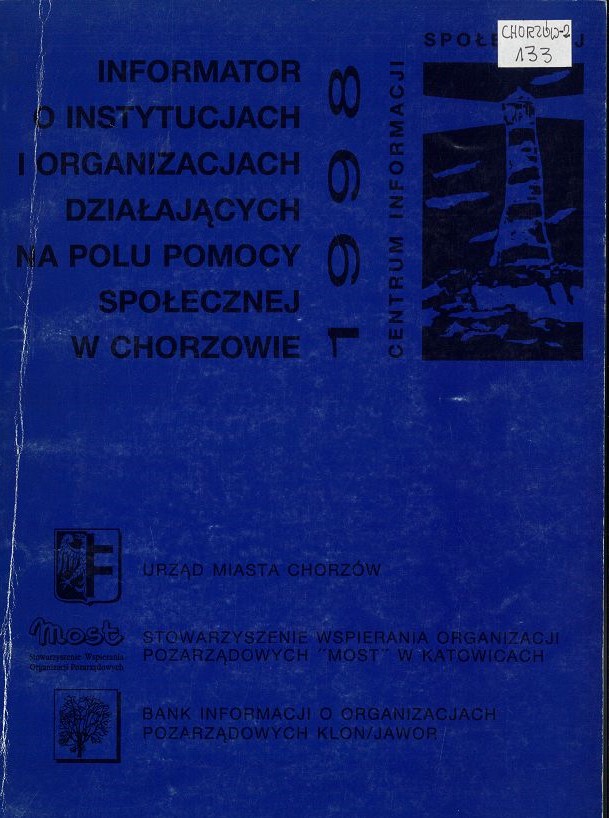 INFORMATOR
O INSTYTUCJACH
I ORGANIZACJACH
DZIAŁAJĄCYCH
NA POLU POMOCY
SPOŁECZNEJ
W CHORZOWIE
1998
CENTRUM INFORMACJI
CHORZÓW-2
133
URZĄD MIASTA CHORZÓW
most
Stowarzyszenie Wspierania
Organizacji Pozarządowych
STOWARZYSZENIE WSPIERANIA ORGANIZACJI
POZARZĄDOWYCH "MOST" W KATOWICACH
BANK INFORMACJI O ORGANIZACJACH
POZARZĄDOWYCH KLON/JAWOR